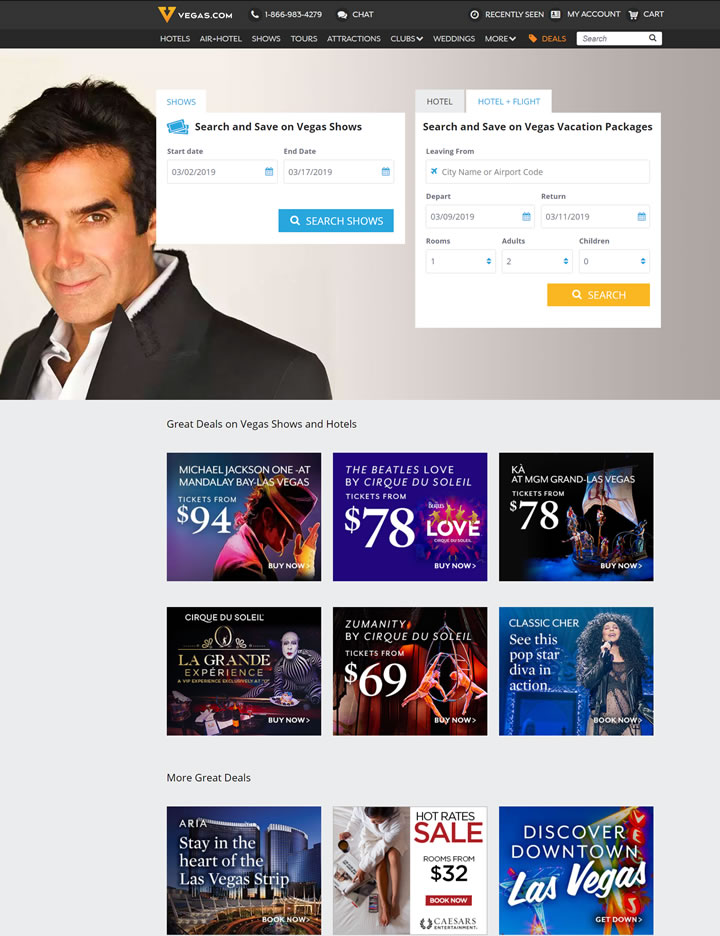 VEGAS.COM
1-866-983-4279
CHAT
RECENTLY SEEN
MY ACCOUNT
CART
HOTELS
AIR+HOTEL
SHOWS
TOURS
ATTRACTIONS
CLUBS
WEDDINGS
MORE
DEALS
Search
SHOWS
Search and Save on Vegas Shows
Start date
End Date
03/02/2019
03/17/2019
SEARCH SHOWS
HOTEL
HOTEL + FLIGHT
Search and Save on Vegas Vacation Packages
Leaving From
City Name or Airport Code
Depart
Return
03/09/2019
03/11/2019
Rooms
Adults
Children
1
2
0
SEARCH
Great Deals on Vegas Shows and Hotels
MICHAEL JACKSON ONE -AT
MANDALAY BAY-LAS VEGAS
TICKETS FROM
$94
BUY NOW >
THE BEATLES LOVE
BY CIRQUE DU SOLEIL
TICKETS FROM
$78
The BEATLES
LOVE
CIRQUE DU SOLEIL
BUY NOW >
KÀ
AT MGM GRAND-LAS VEGAS
TICKETS FROM
$78
BUY NOW >
CIRQUE DU SOLEIL
LA GRANDE
EXPÉRIENCE
A VIP EXPERIENCE EXCLUSIVELY AT "O"
BUY NOW >
ZUMANITY
BY CIRQUE DU SOLEIL
TICKETS FROM
$69
BUY NOW >
CLASSIC CHER
See this
pop star
diva in
action.
BOOK NOW >
More Great Deals
ARIA
Stay in the
heart of the
Las Vegas Strip
BOOK NOW >
HOT RATES
SALE
ROOMS FROM
$32
BOOK NOW
CAESARS
ENTERTAINMENT.
DISCOVER
DOWNTOWN
Las Vegas
GET DOWN >